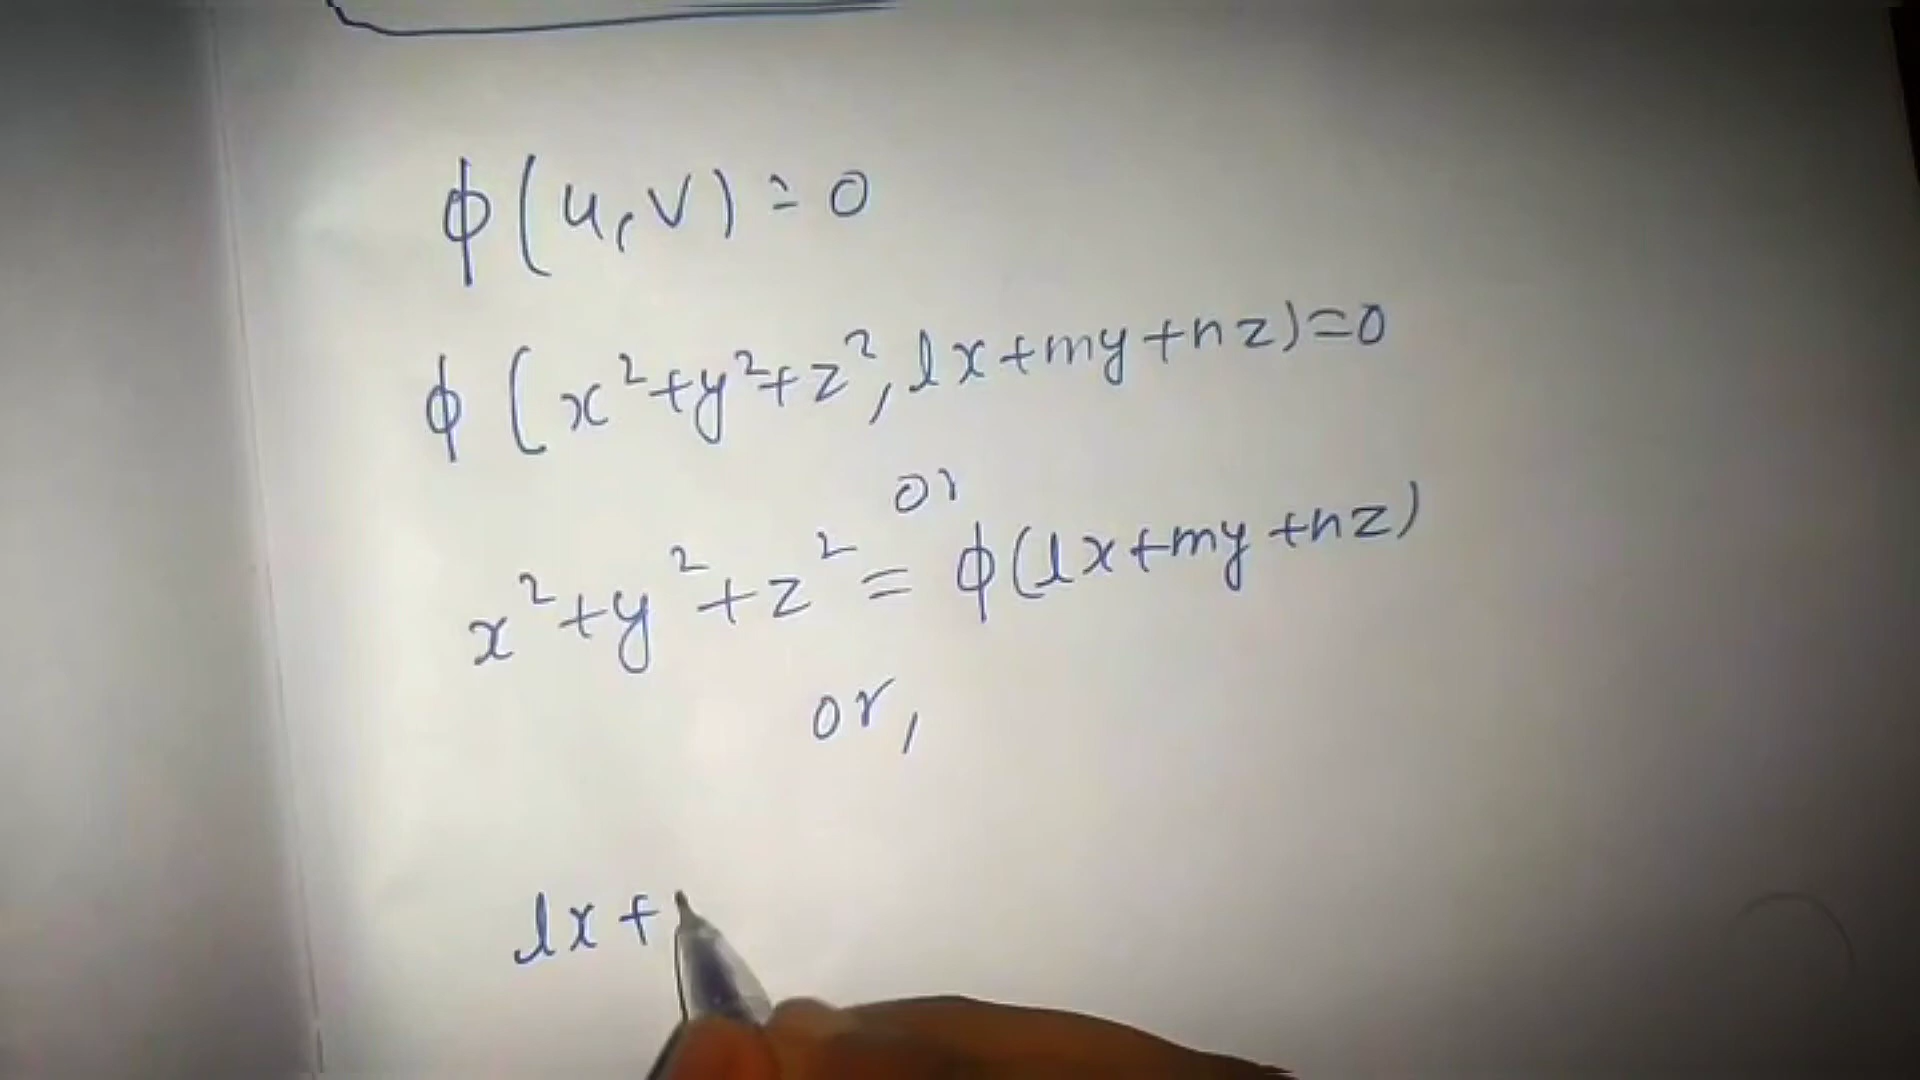 ϕ(u, v) = 0
ϕ(x²+y²+z², lx+my+nz)=0
or
x²+y²+z² = ϕ(lx+my+nz)
or,
lx +